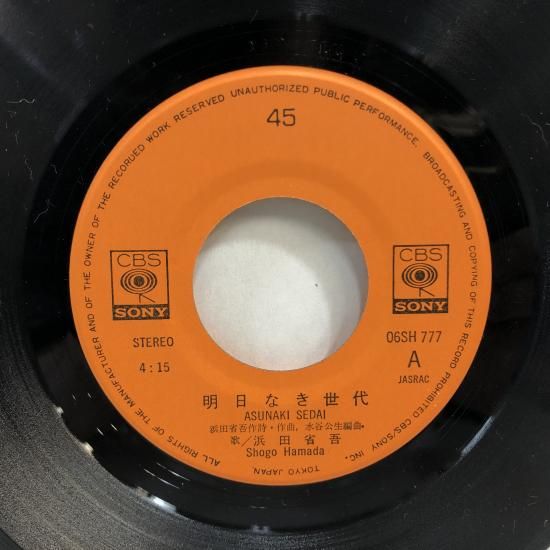 ALL RIGHTS OF THE MANUFACTURER AND OF THE OWNER OF THE RECORDED WORK RESERVED UNAUTHORIZED PUBLIC PERFORMANCE, BROADCASTING AND COPYING OF THIS RECORD PROHIBITED CBS/SONY INC. TOKYO JAPAN.
45
CBS
SONY
CBS
SONY
STEREO
4:15
06SH 777
A
JASRAC
明日なき世代
ASUNAKI SEDAI
浜田省吾作詩・作曲,水谷公生編曲
歌/浜田省吾
Shogo Hamada